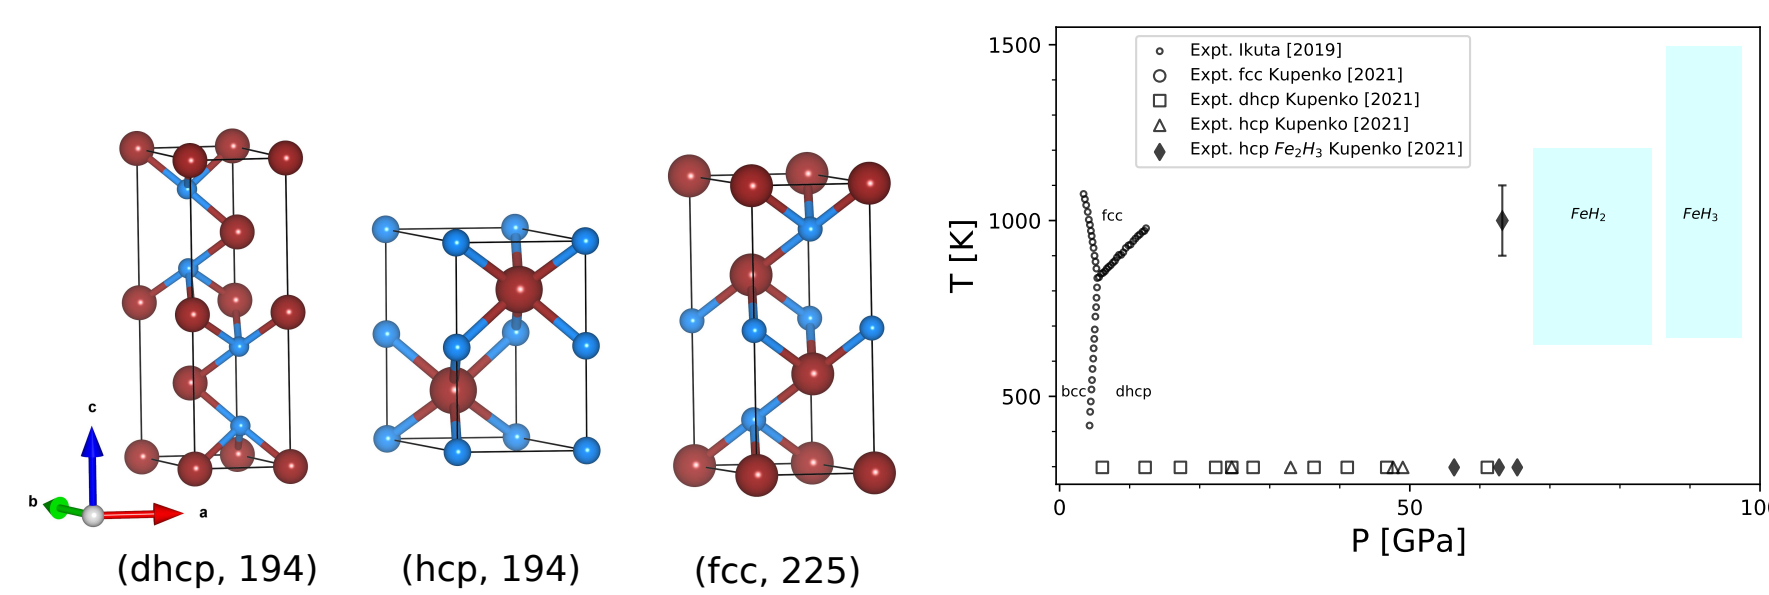 c
b
a
(dhcp, 194)
(hcp, 194)
(fcc, 225)
T [K]
1500
1000
500
Expt. Ikuta [2019]
Expt. fcc Kupenko [2021]
Expt. dhcp Kupenko [2021]
Expt. hcp Kupenko [2021]
Expt. hcp Fe₂H₃ Kupenko [2021]
fcc
bcc
dhcp
FeH₂
FeH₃
0
50
10
P [GPa]